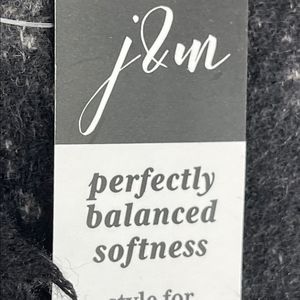 j&m
perfectly
balanced
softness
style for